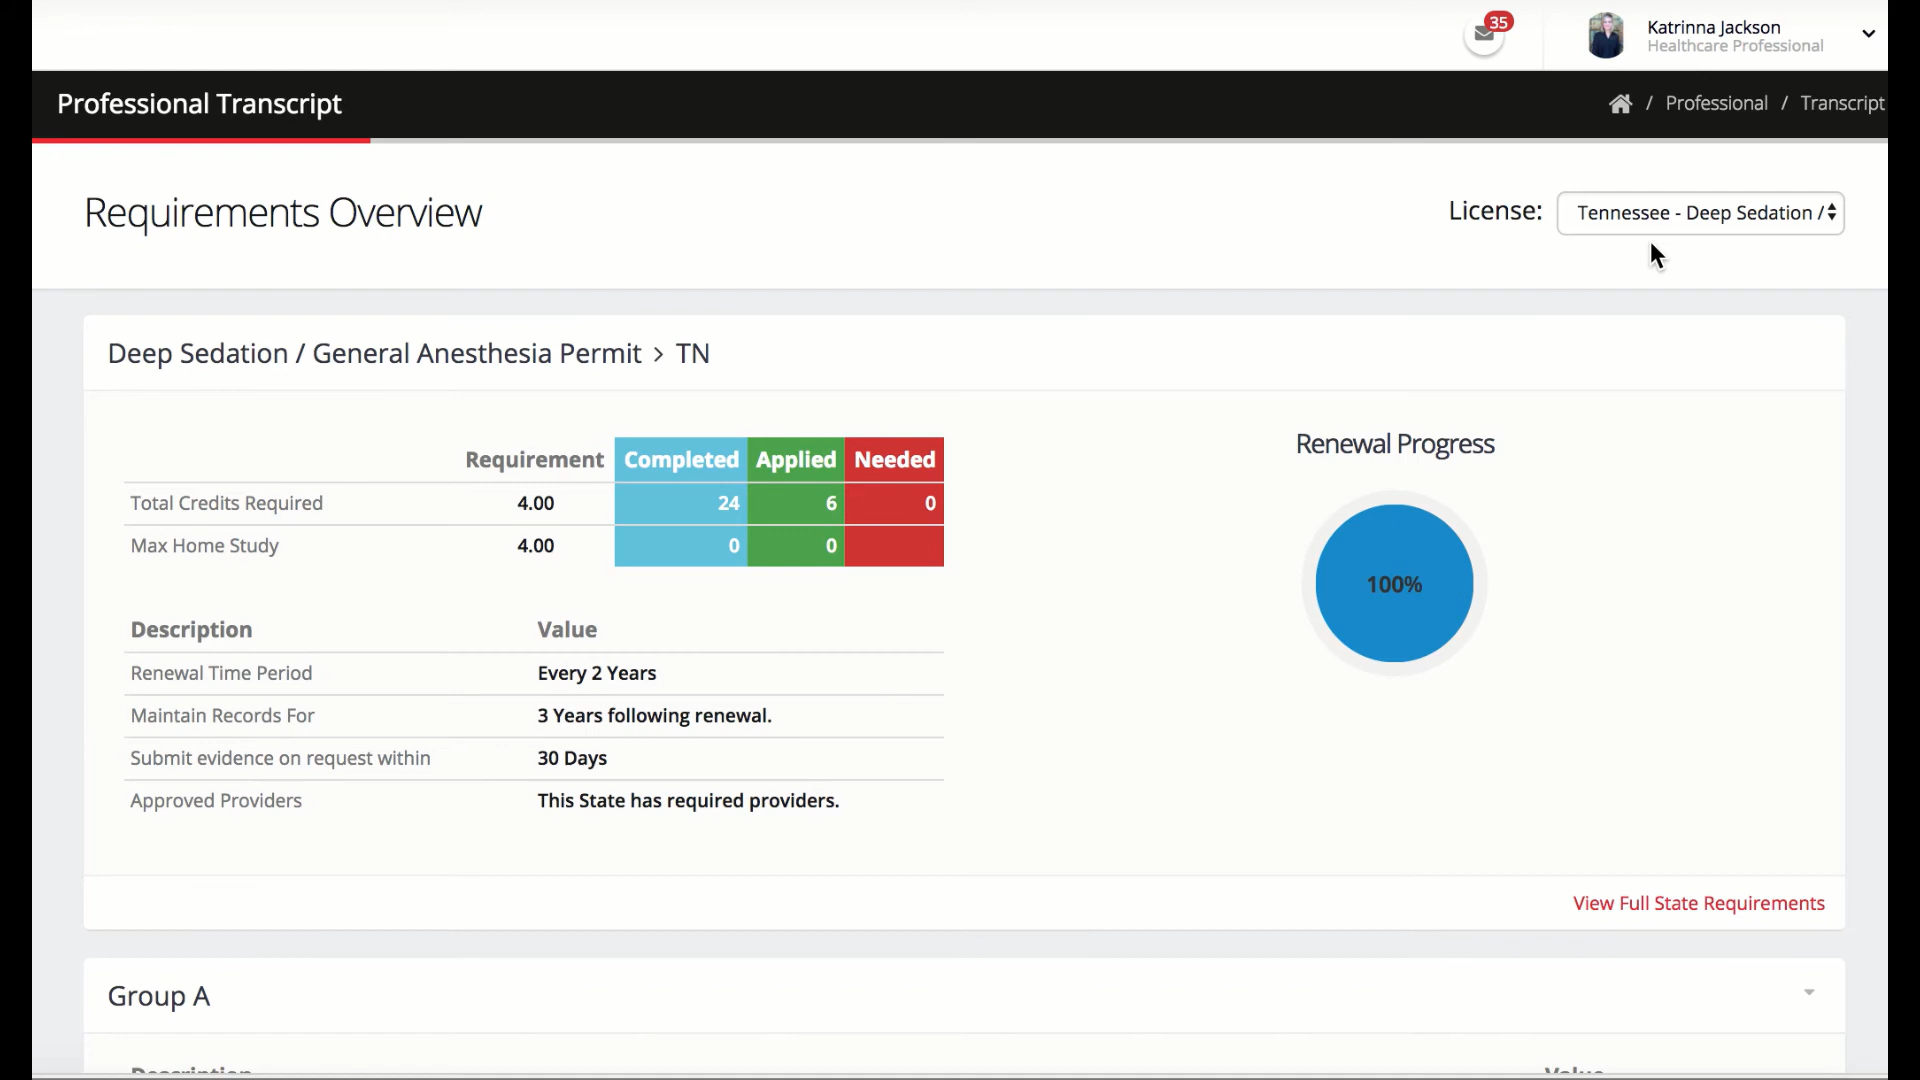 35
Katrinna Jackson
Healthcare Professional
Professional Transcript
/ Professional / Transcript
Requirements Overview
License: Tennessee - Deep Sedation /
Deep Sedation / General Anesthesia Permit > TN
Requirement Completed Applied Needed
Total Credits Required 4.00 24 6 0
Max Home Study 4.00 0 0
Renewal Progress
100%
Description Value
Renewal Time Period Every 2 Years
Maintain Records For 3 Years following renewal.
Submit evidence on request within 30 Days
Approved Providers This State has required providers.
View Full State Requirements
Group A
Description Value